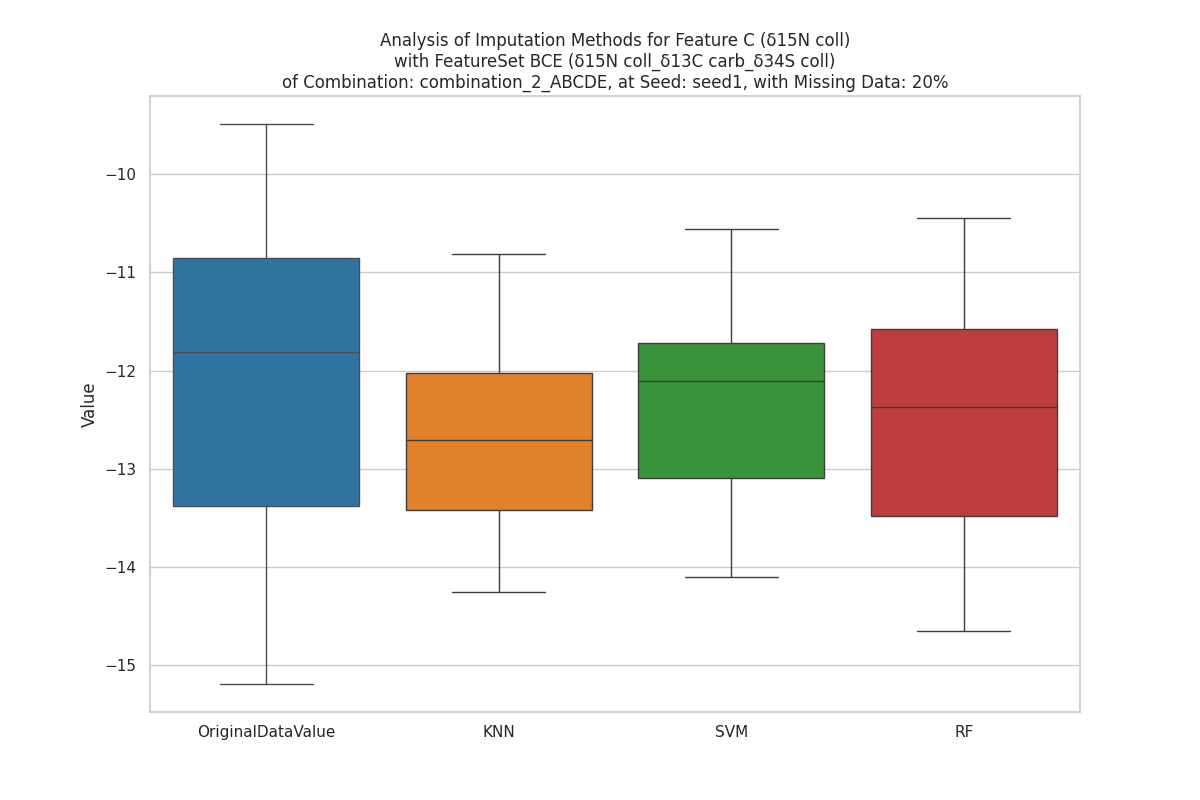 Analysis of Imputation Methods for Feature C (δ15N coll)
with FeatureSet BCE (δ15N coll_δ13C carb_δ34S coll)
of Combination: combination_2_ABCDE, at Seed: seed1, with Missing Data: 20%
Value
−10
−11
−12
−13
−14
−15
OriginalDataValue
KNN
SVM
RF